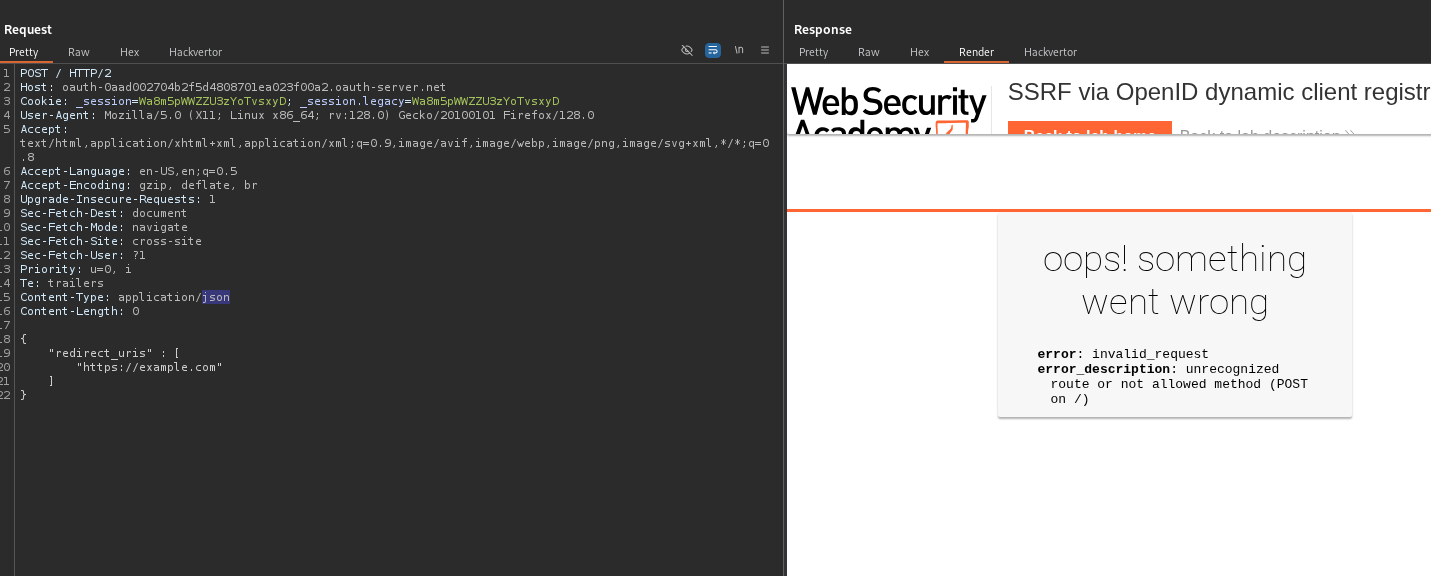 Request
Pretty Raw Hex Hackvertor \n
1 POST / HTTP/2
2 Host: oauth-0aad002704b2f5d4808701ea023f00a2.oauth-server.net
3 Cookie: _session=Wa8m5pWWZZU3zYoTvsxyD; _session.legacy=Wa8m5pWWZZU3zYoTvsxyD
4 User-Agent: Mozilla/5.0 (X11; Linux x86_64; rv:128.0) Gecko/20100101 Firefox/128.0
5 Accept:
text/html,application/xhtml+xml,application/xml;q=0.9,image/avif,image/webp,image/png,image/svg+xml,*/*;q=0
.8
6 Accept-Language: en-US,en;q=0.5
7 Accept-Encoding: gzip, deflate, br
8 Upgrade-Insecure-Requests: 1
9 Sec-Fetch-Dest: document
10 Sec-Fetch-Mode: navigate
11 Sec-Fetch-Site: cross-site
12 Sec-Fetch-User: ?1
13 Priority: u=0, i
14 Te: trailers
15 Content-Type: application/json
16 Content-Length: 0
17
18 {
19 "redirect_uris" : [
20 "https://example.com"
21 ]
22 }
Response
Pretty Raw Hex Render Hackvertor
Web Security
Academy
SSRF via OpenID dynamic client registr
Back to lab home Back to lab description
oops! something
went wrong
error: invalid_request
error_description: unrecognized
route or not allowed method (POST
on /)